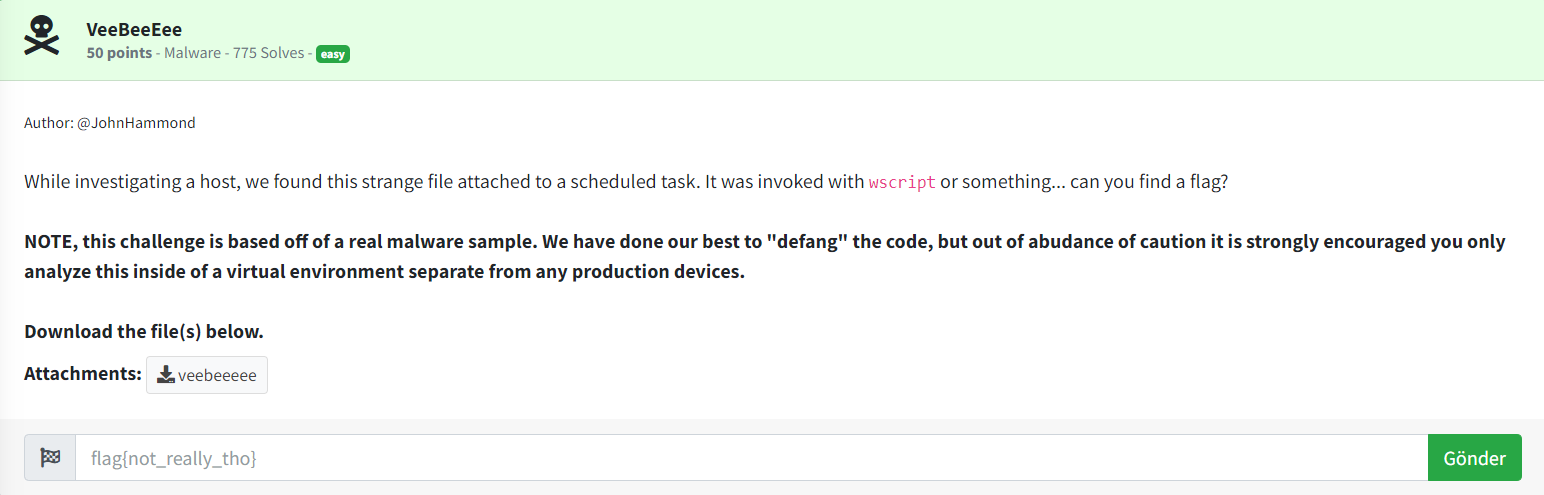 VeeBeeEee
50 points - Malware - 775 Solves - easy
Author: @JohnHammond
While investigating a host, we found this strange file attached to a scheduled task. It was invoked with wscript or something... can you find a flag?
NOTE, this challenge is based off of a real malware sample. We have done our best to "defang" the code, but out of abudance of caution it is strongly encouraged you only
analyze this inside of a virtual environment separate from any production devices.
Download the file(s) below.
Attachments: veebeeeee
flag{not_really_tho} Gönder